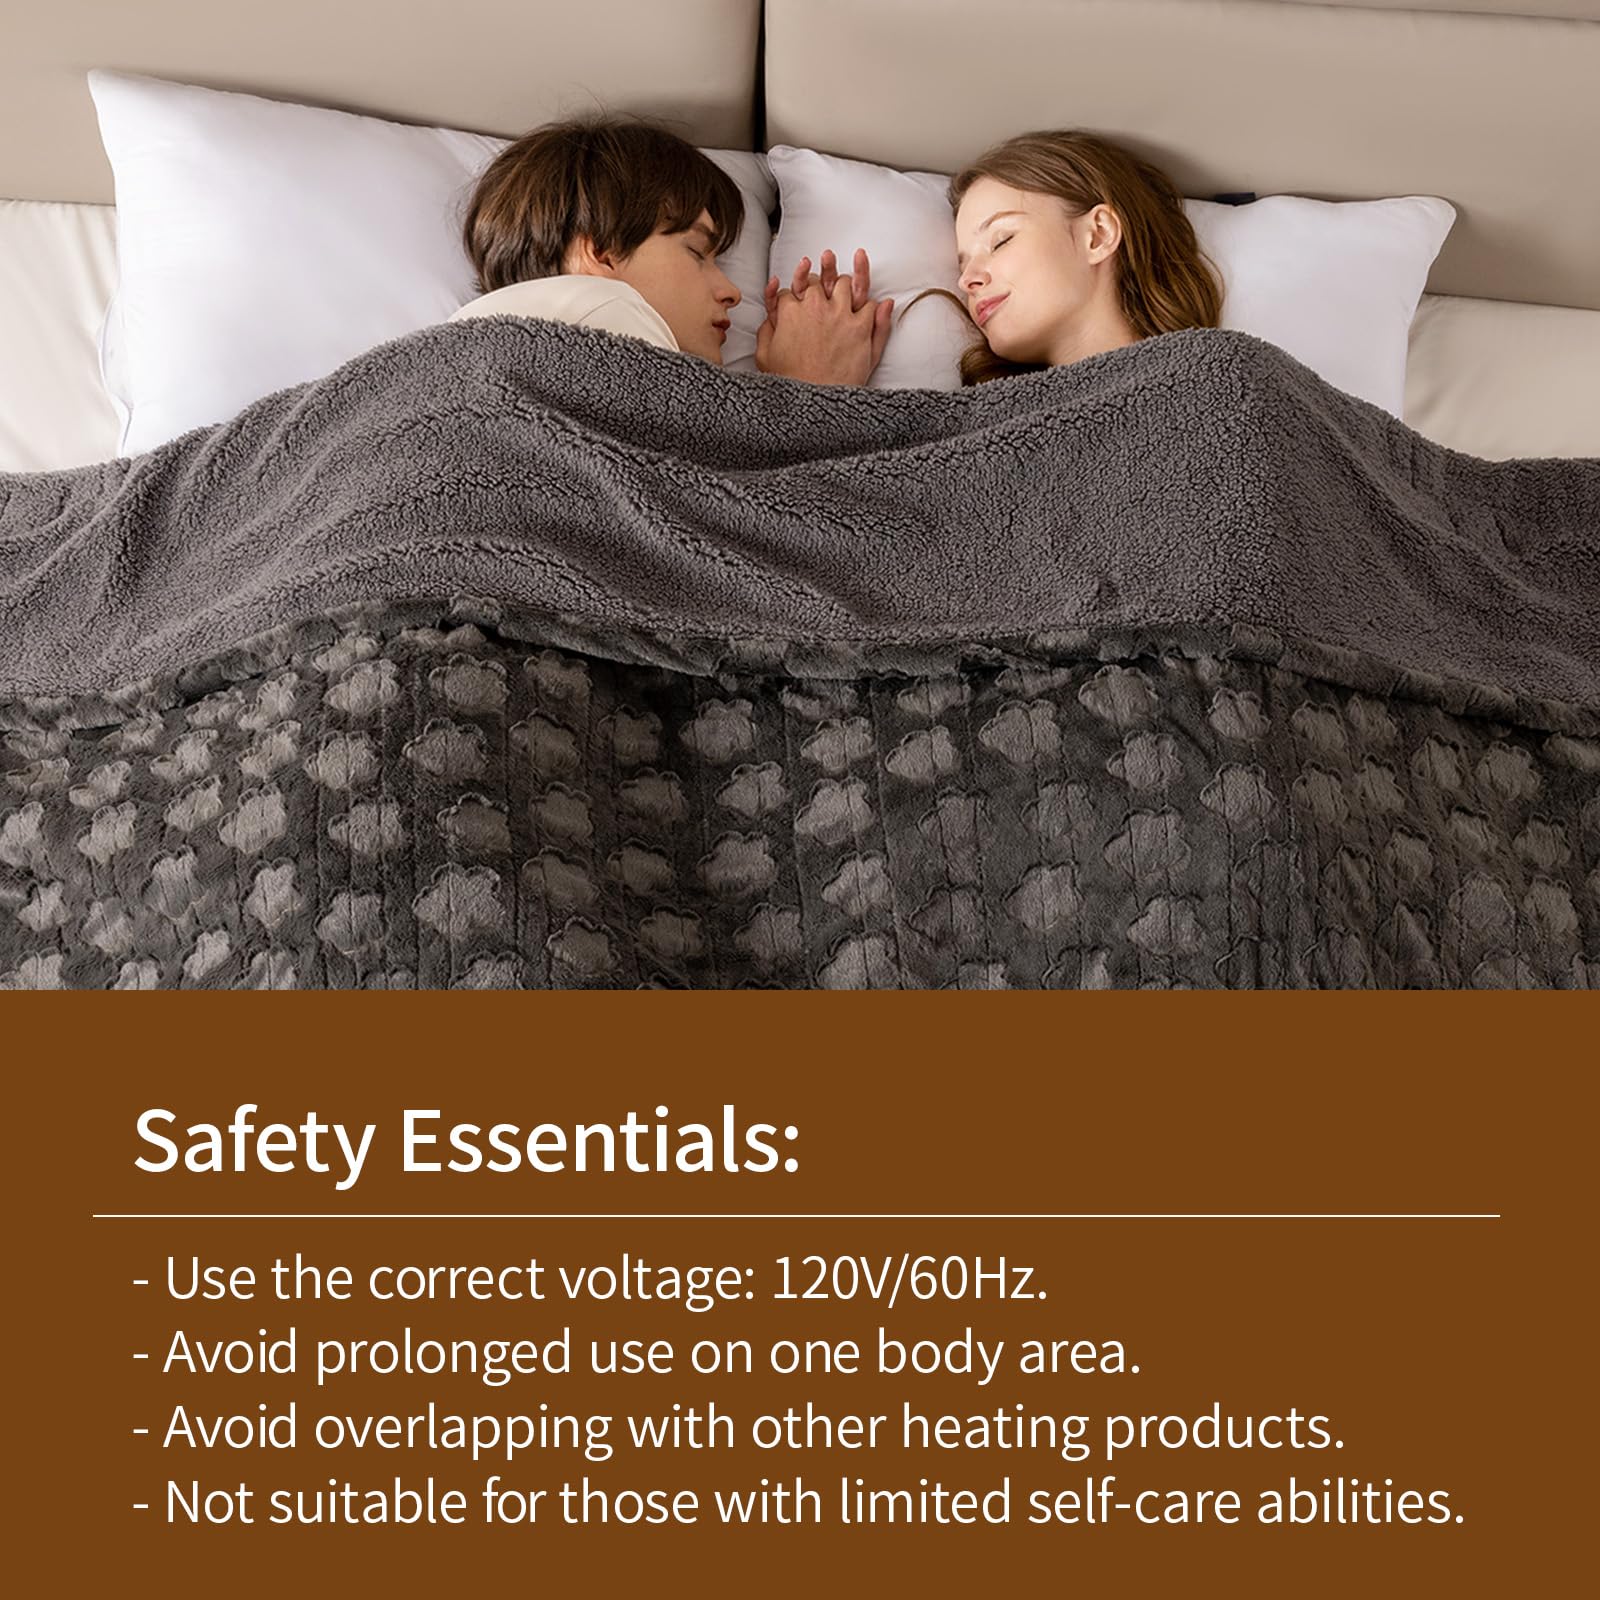 Safety Essentials:
- Use the correct voltage: 120V/60Hz.
- Avoid prolonged use on one body area.
- Avoid overlapping with other heating products.
- Not suitable for those with limited self-care abilities.